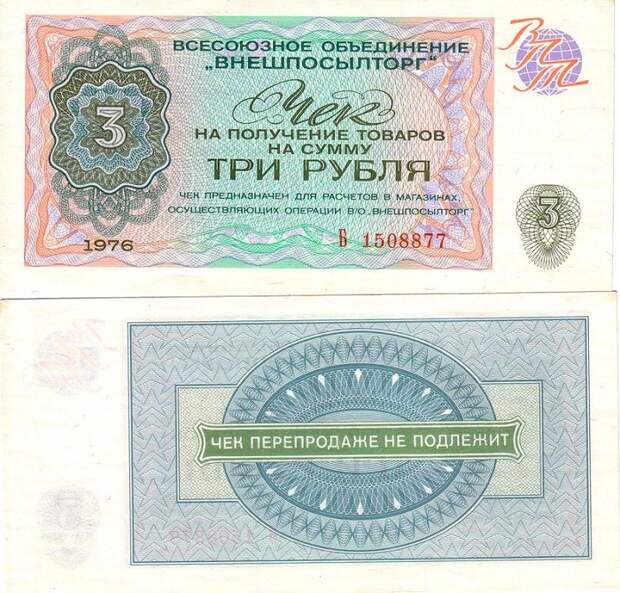 ВСЕСОЮЗНОЕ ОБЪЕДИНЕНИЕ
„ВНЕШПОСЫЛТОРГ“
ВПТ
3
Чек
НА ПОЛУЧЕНИЕ ТОВАРОВ
НА СУММУ
ТРИ РУБЛЯ
ЧЕК ПРЕДНАЗНАЧЕН ДЛЯ РАСЧЕТОВ В МАГАЗИНАХ,
ОСУЩЕСТВЛЯЮЩИХ ОПЕРАЦИИ В/О „ВНЕШПОСЫЛТОРГ“
3
1976
Б 1508877
ЧЕК ПЕРЕПРОДАЖЕ НЕ ПОДЛЕЖИТ